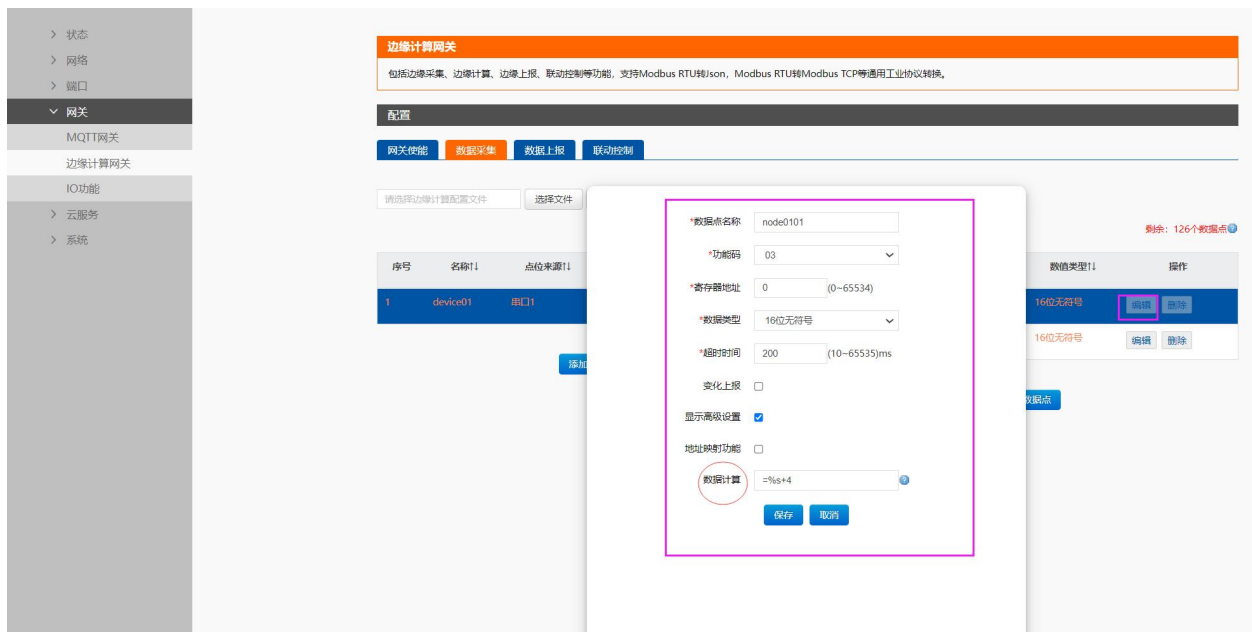 状态
网络
端口
网关
MQTT网关
边缘计算网关
IO功能
云服务
系统
边缘计算网关
包括边缘采集、边缘计算、边缘上报、联动控制等功能，支持Modbus RTU转Json，Modbus RTU转Modbus TCP等通用工业协议转换。
配置
网关使能 数据采集 数据上报 联动控制
请选择边缘计算配置文件 选择文件
剩余：126个数据点
序号 名称↑↓ 点位来源↑↓ 数值类型↑↓ 操作
1 device01 串口1 16位无符号 编辑 删除
16位无符号 编辑 删除
添加
数据点
*数据点名称 node0101
*功能码 03
*寄存器地址 0 (0~65534)
*数据类型 16位无符号
*超时时间 200 (10~65535)ms
变化上报
显示高级设置
地址映射功能
数据计算 =%s+4
保存 取消